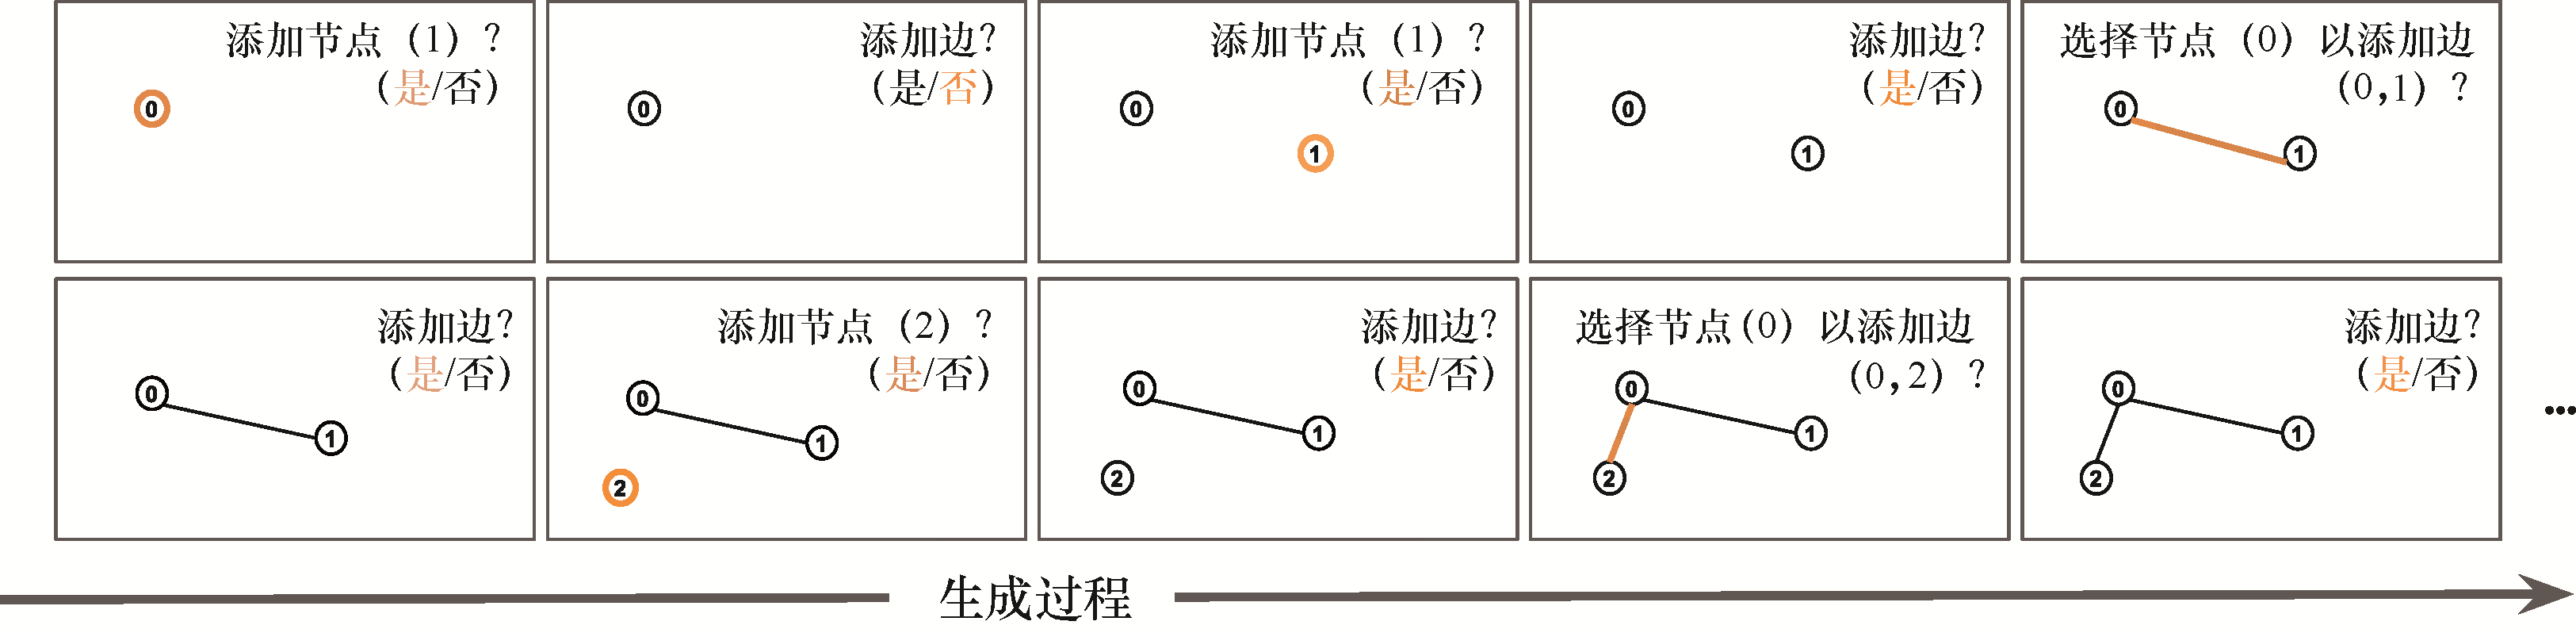 添加节点（1）？
（是/否）
0
添加边？
（是/否）
0
添加节点（1）？
（是/否）
0
1
添加边？
（是/否）
0
1
选择节点（0）以添加边
（0,1）？
0
1
添加边？
（是/否）
0
1
添加节点（2）？
（是/否）
0
1
2
添加边？
（是/否）
0
1
2
选择节点(0）以添加边
（0,2）？
0
1
2
添加边？
（是/否）
0
1
2
...
生成过程